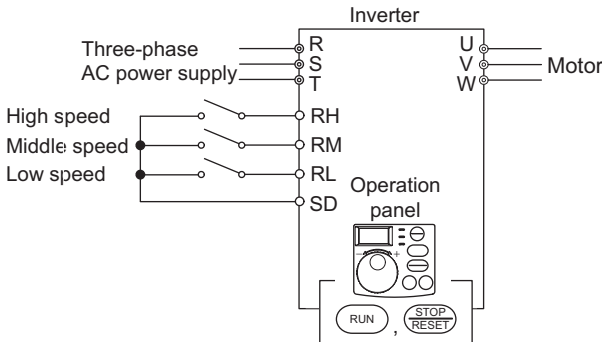 Inverter
Three-phase
AC power supply
R
S
T
U
V
W
Motor
High speed
RH
Middle speed
RM
Low speed
RL
SD
Operation
panel
- +
RUN , STOP
RESET